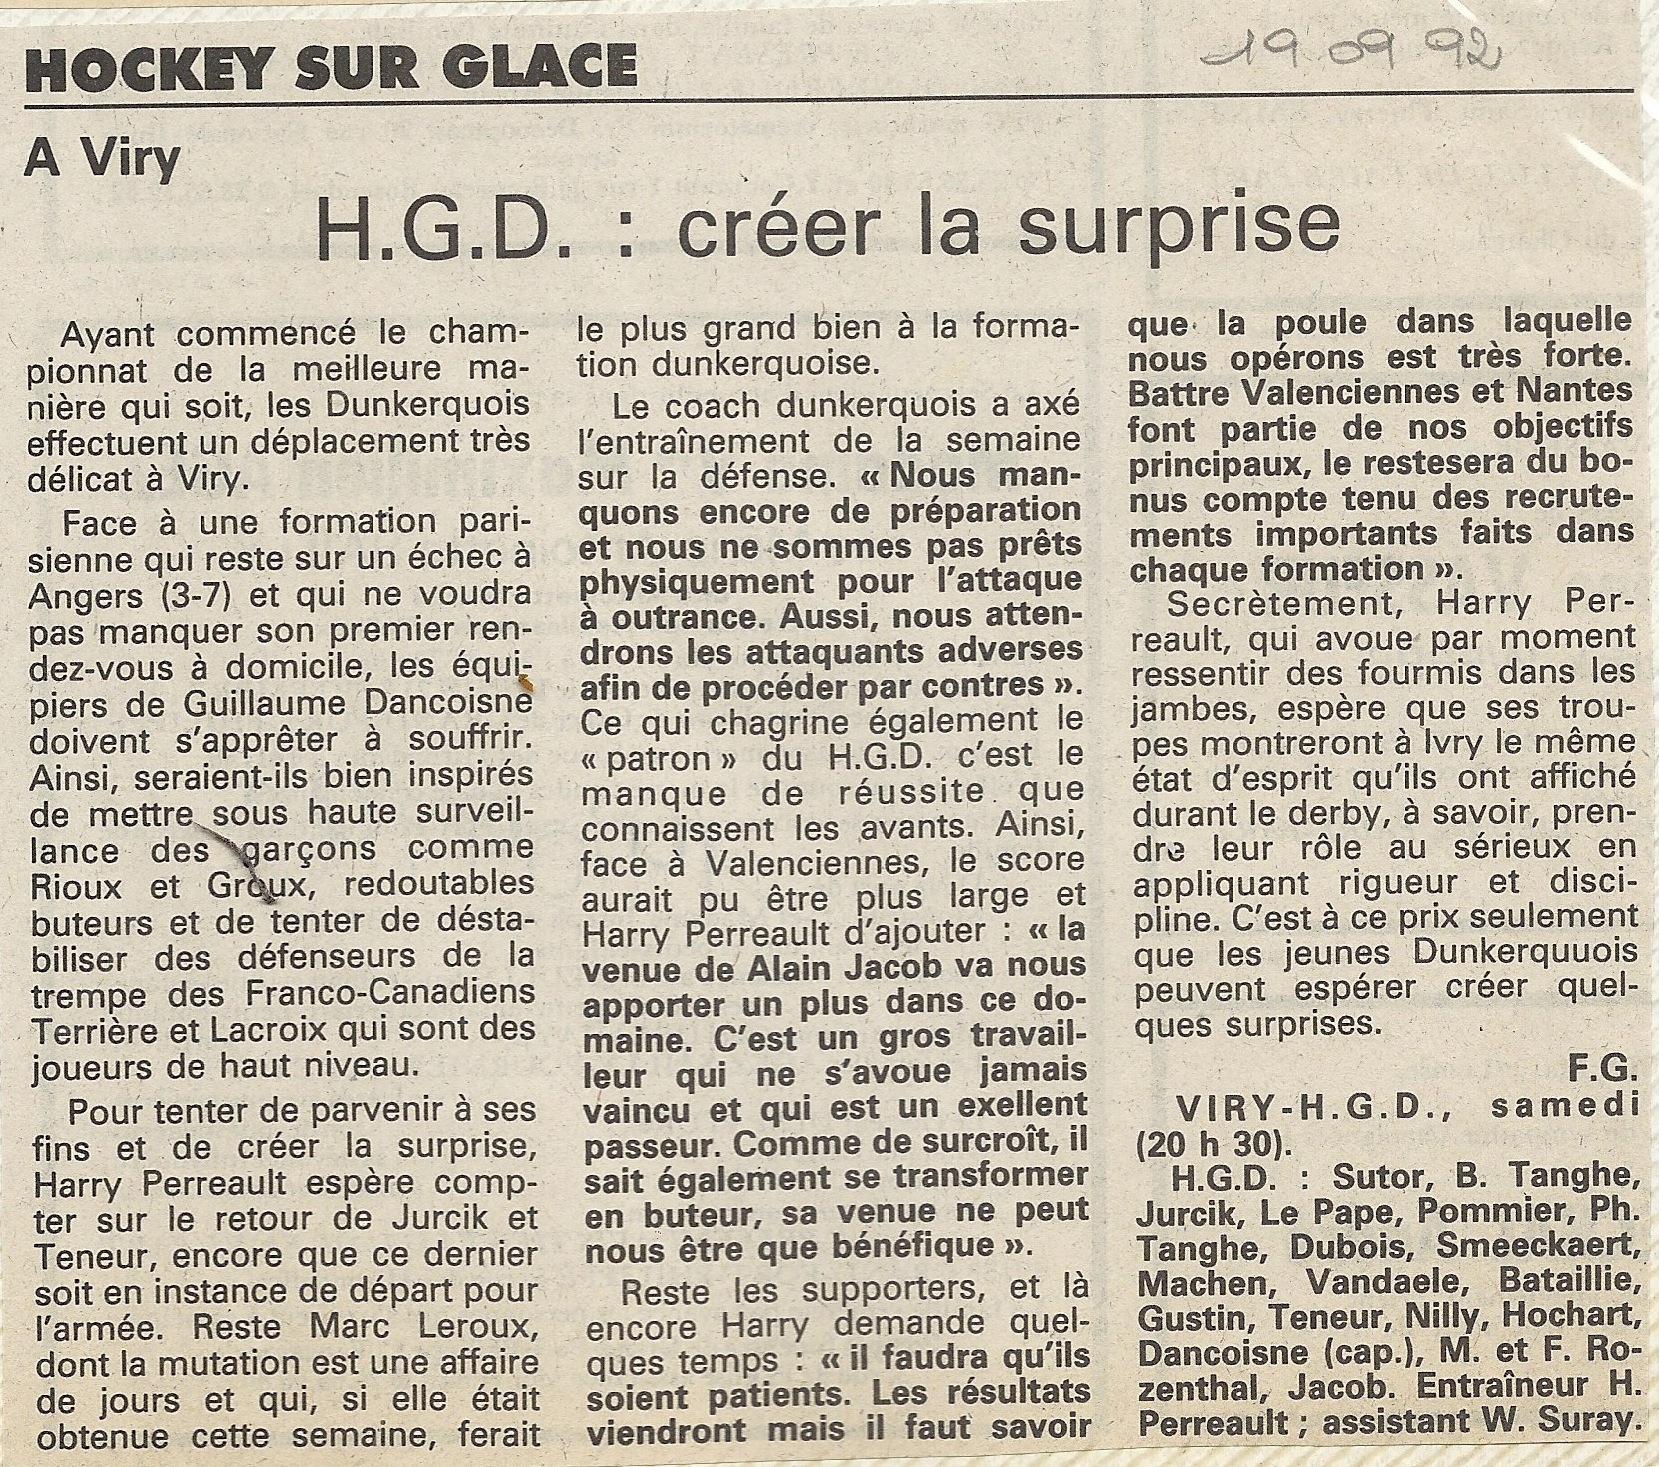 HOCKEY SUR GLACE
19 09 92
A Viry
H.G.D. : créer la surprise
Ayant commencé le cham-
pionnat de la meilleure ma-
nière qui soit, les Dunkerquois
effectuent un déplacement très
délicat à Viry.
Face à une formation pari-
sienne qui reste sur un échec à
Angers (3-7) et qui ne voudra
pas manquer son premier ren-
dez-vous à domicile, les équi-
piers de Guillaume Dancoisne
doivent s'apprêter à souffrir.
Ainsi, seraient-ils bien inspirés
de mettre sous haute surveil-
lance des garçons comme
Rioux et Groux, redoutables
buteurs et de tenter de désta-
biliser des défenseurs de la
trempe des Franco-Canadiens
Terrière et Lacroix qui sont des
joueurs de haut niveau.
Pour tenter de parvenir à ses
fins et de créer la surprise,
Harry Perreault espère comp-
ter sur le retour de Jurcik et
Teneur, encore que ce dernier
soit en instance de départ pour
l'armée. Reste Marc Leroux,
dont la mutation est une affaire
de jours et qui, si elle était
obtenue cette semaine, ferait
le plus grand bien à la forma-
tion dunkerquoise.
Le coach dunkerquois a axé
l'entraînement de la semaine
sur la défense. « Nous man-
quons encore de préparation
et nous ne sommes pas prêts
physiquement pour l'attaque
à outrance. Aussi, nous atten-
drons les attaquants adverses
afin de procéder par contres ».
Ce qui chagrine également le
« patron » du H.G.D. c'est le
manque de réussite que
connaissent les avants. Ainsi,
face à Valenciennes, le score
aurait pu être plus large et
Harry Perreault d'ajouter : « la
venue de Alain Jacob va nous
apporter un plus dans ce do-
maine. C'est un gros travail-
leur qui ne s'avoue jamais
vaincu et qui est un exellent
passeur. Comme de surcroît, il
sait également se transformer
en buteur, sa venue ne peut
nous être que bénéfique ».
Reste les supporters, et là
encore Harry demande quel-
ques temps : « il faudra qu'ils
soient patients. Les résultats
viendront mais il faut savoir
que la poule dans laquelle
nous opérons est très forte.
Battre Valenciennes et Nantes
font partie de nos objectifs
principaux, le restesera du bo-
nus compte tenu des recrute-
ments importants faits dans
chaque formation ».
Secrètement, Harry Per-
reault, qui avoue par moment
ressentir des fourmis dans les
jambes, espère que ses trou-
pes montreront à Ivry le même
état d'esprit qu'ils ont affiché
durant le derby, à savoir, pren-
dre leur rôle au sérieux en
appliquant rigueur et disci-
pline. C'est à ce prix seulement
que les jeunes Dunkerquuois
peuvent espérer créer quel-
ques surprises.
F.G.
VIRY-H.G.D., samedi
(20 h 30).
H.G.D. : Sutor, B. Tanghe,
Jurcik, Le Pape, Pommier, Ph.
Tanghe, Dubois, Smeeckaert,
Machen, Vandaele, Bataillie,
Gustin, Teneur, Nilly, Hochart,
Dancoisne (cap.), M. et F. Ro-
zenthal, Jacob. Entraîneur H.
Perreault ; assistant W. Suray.